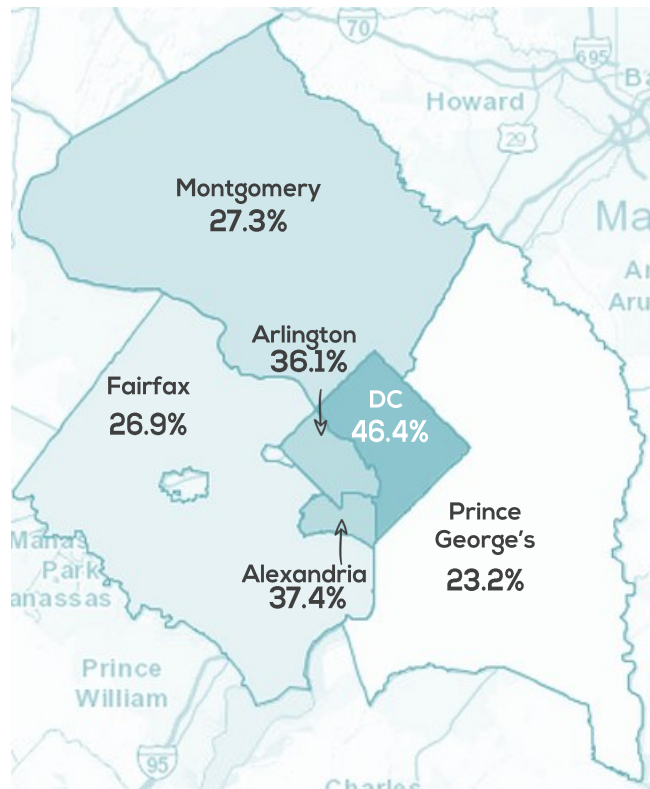 70
695
Ba
Howard
29
Montgomery
27.3%
Ma
Ar
Aru
Arlington
36.1%
Fairfax
26.9%
DC
46.4%
Prince
George's
23.2%
Manas
Park
anassas
Alexandria
37.4%
Prince
William
95
Charles